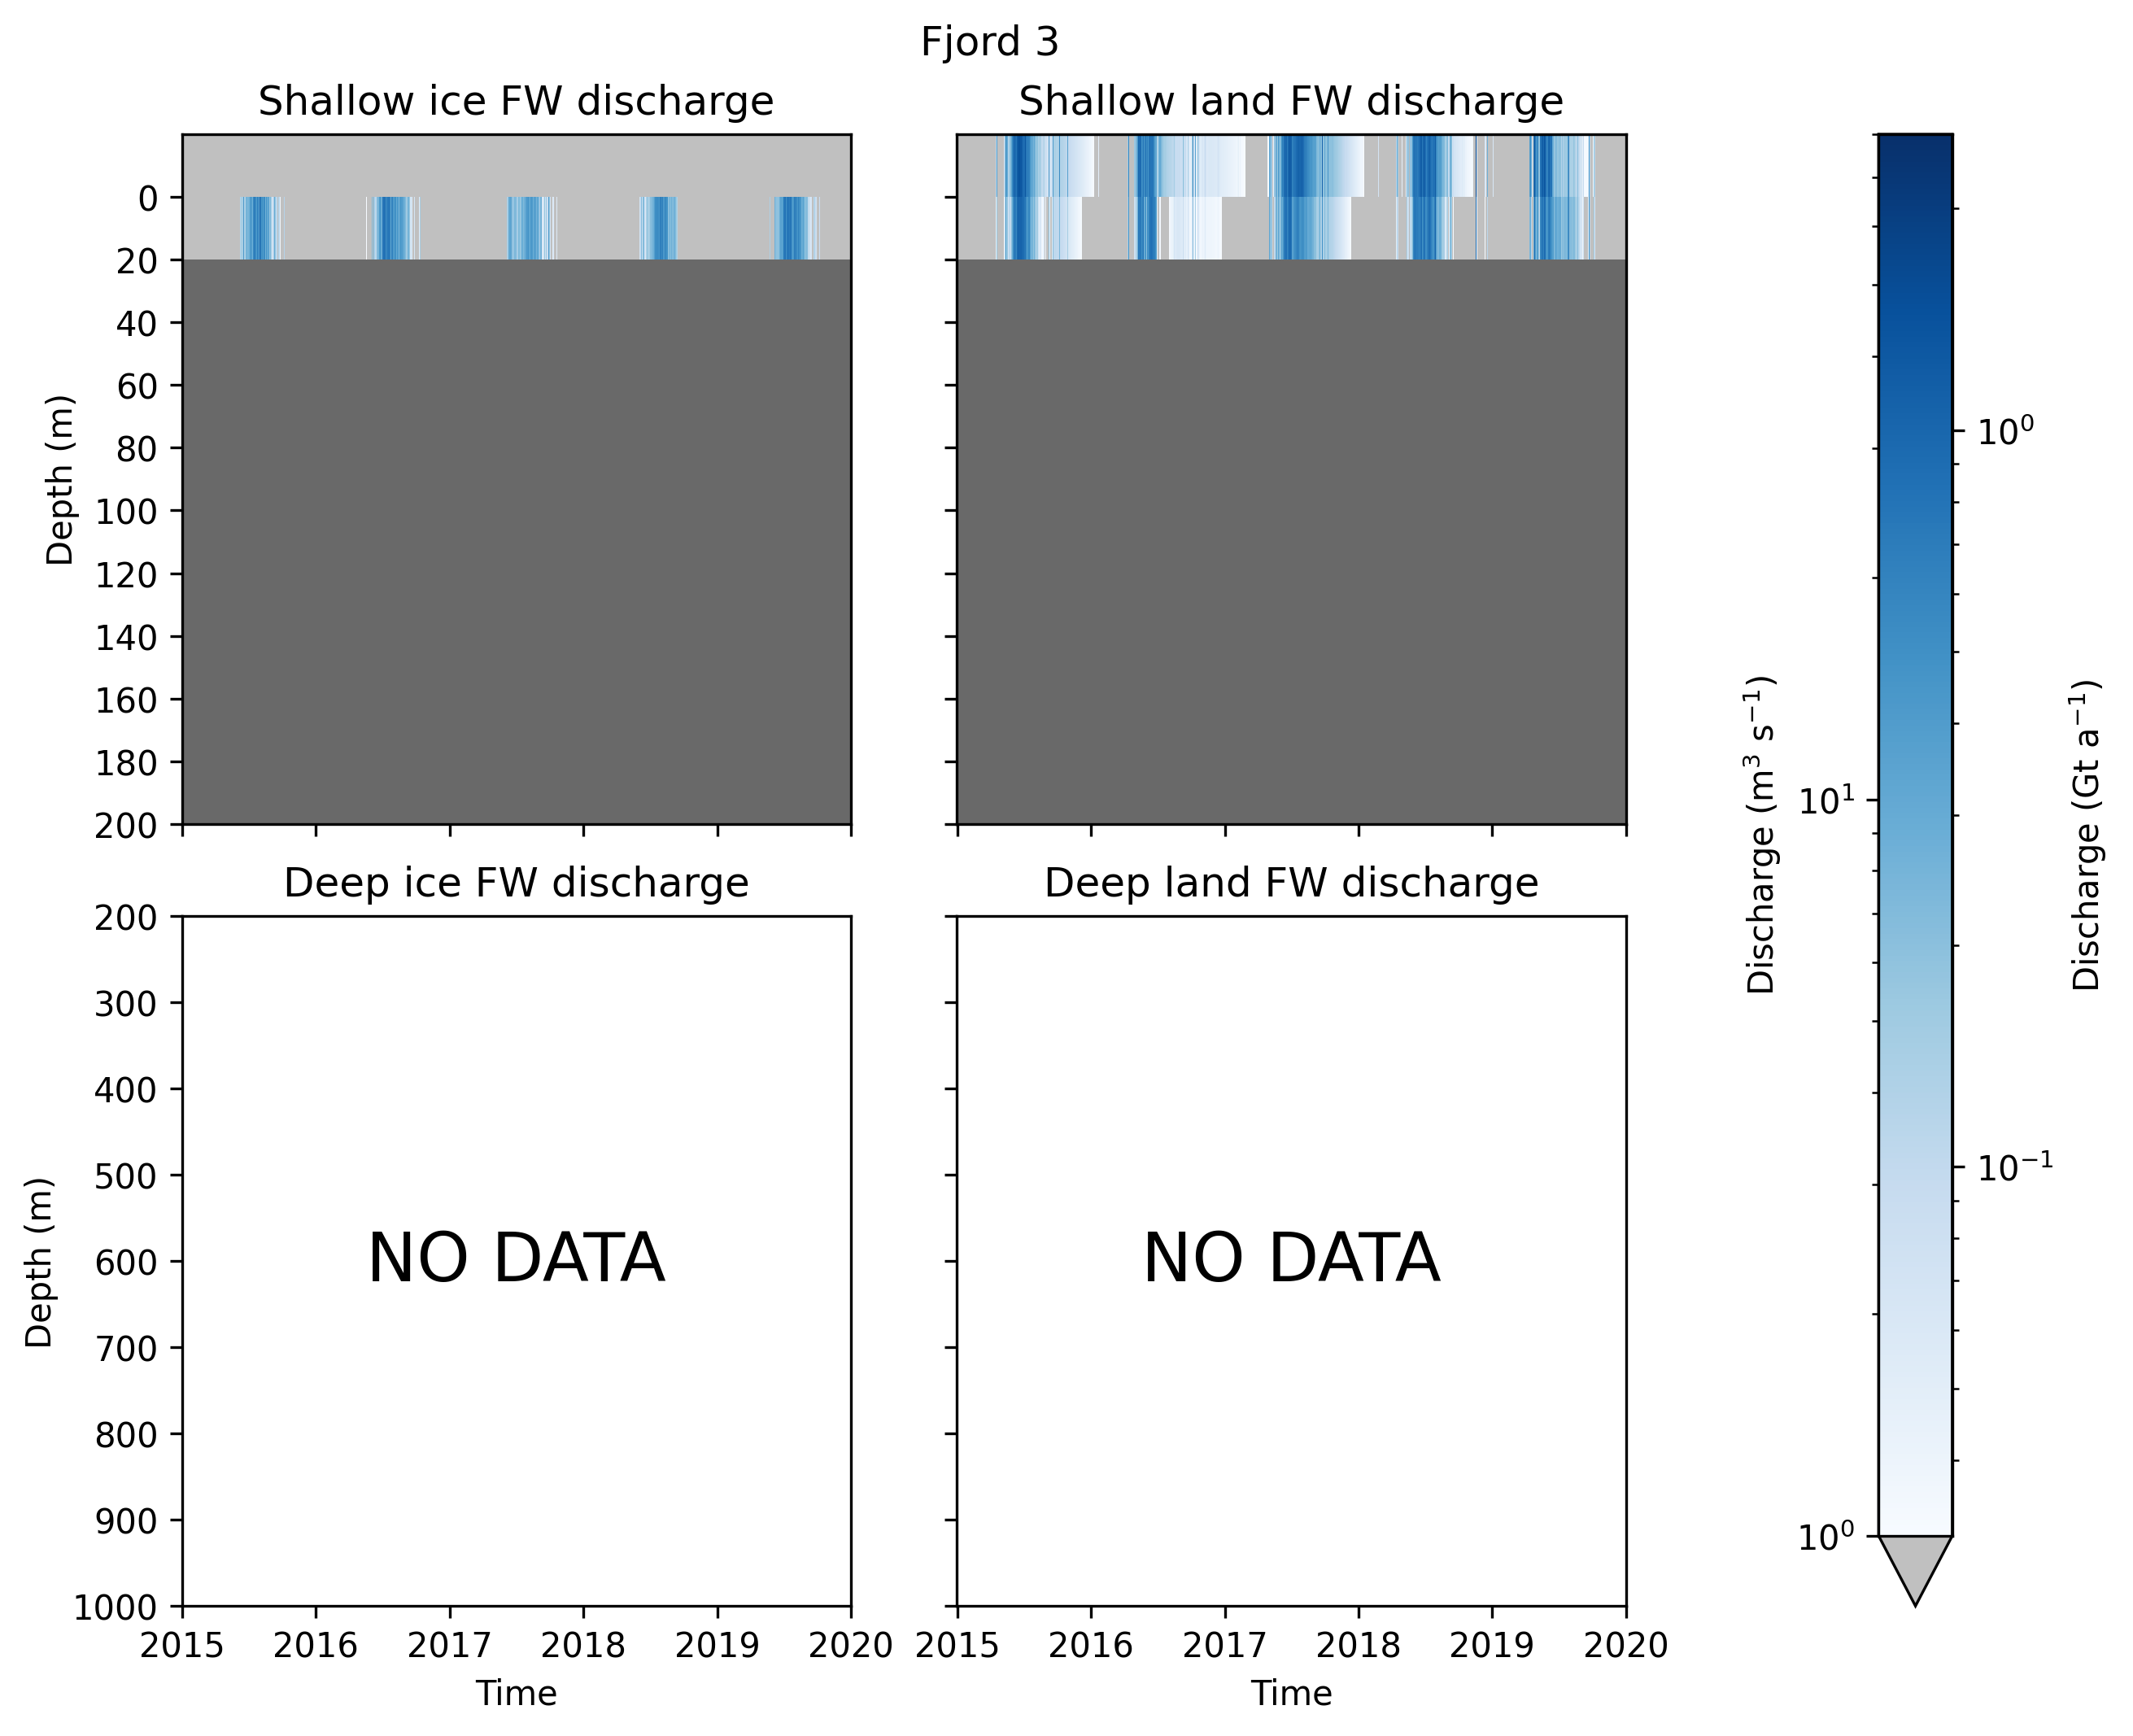 Fjord 3
Shallow ice FW discharge
Shallow land FW discharge
0
20
40
60
80
100
120
140
160
180
200
Depth (m)
Deep ice FW discharge
Deep land FW discharge
200
300
400
500
600
700
800
900
1000
Depth (m)
NO DATA
NO DATA
2015 2016 2017 2018 2019 2020
2015 2016 2017 2018 2019 2020
Time
Time
Discharge (m³ s⁻¹)
10¹
10⁰
10⁰
10⁻¹
Discharge (Gt a⁻¹)